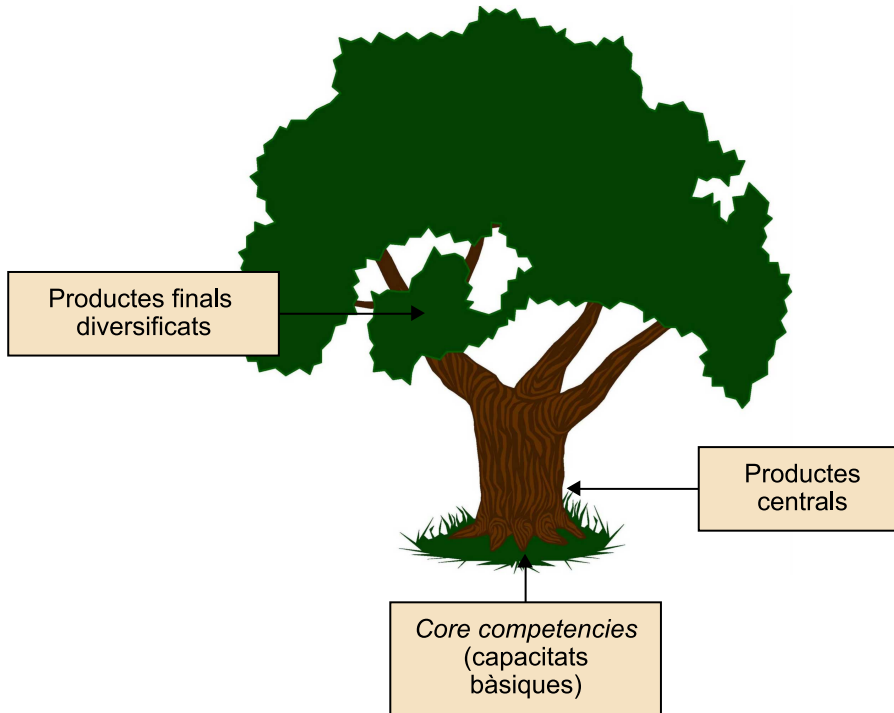 Productes finals
diversificats
Productes
centrals
Core competencies
(capacitats
bàsiques)